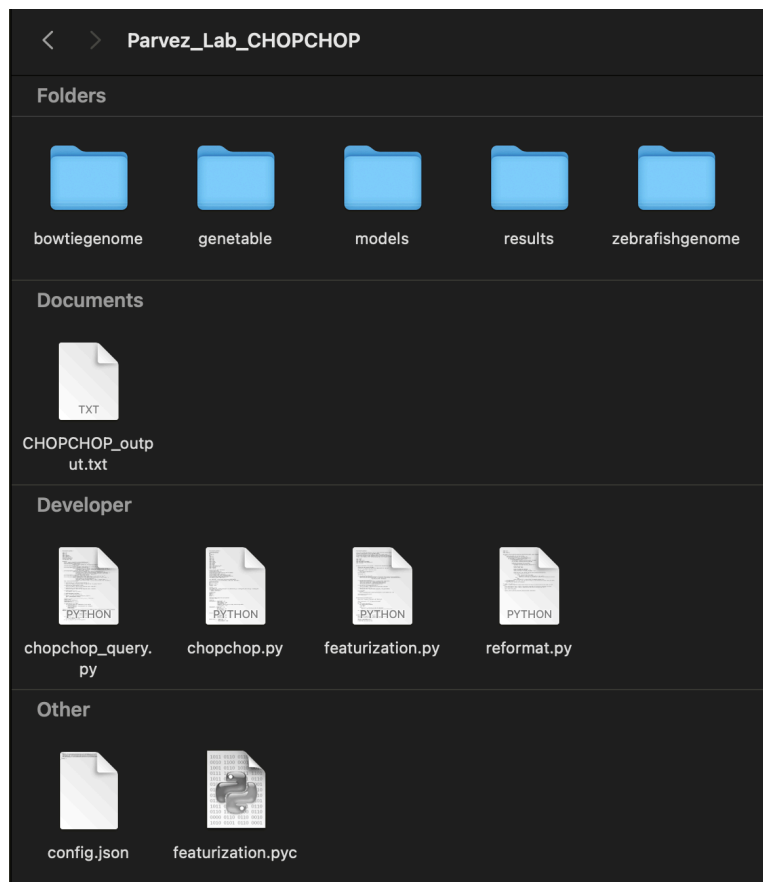 Parvez_Lab_CHOPCHOP
Folders
bowtiegenome
genetable
models
results
zebrafishgenome
Documents
TXT
CHOPCHOP_outp
ut.txt
Developer
PYTHON
PYTHON
PYTHON
PYTHON
chopchop_query.
py
chopchop.py
featurization.py
reformat.py
Other
config.json
featurization.pyc